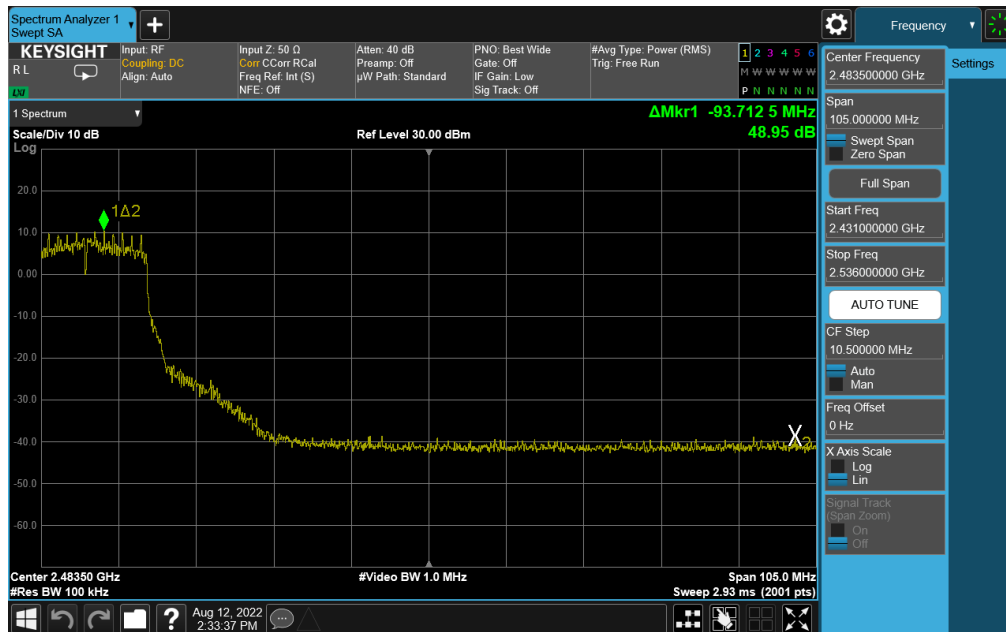 Spectrum Analyzer 1
Swept SA
Frequency
KEYSIGHT
R L
LXI
Input: RF
Coupling: DC
Align: Auto
Input Z: 50 Ω
Corr CCorr RCal
Freq Ref: Int (S)
NFE: Off
Atten: 40 dB
Preamp: Off
µW Path: Standard
PNO: Best Wide
Gate: Off
IF Gain: Low
Sig Track: Off
#Avg Type: Power (RMS)
Trig: Free Run
1 2 3 4 5 6
M W W W W W
P N N N N N
1 Spectrum
ΔMkr1 -93.712 5 MHz
48.95 dB
Scale/Div 10 dB
Ref Level 30.00 dBm
Log
20.0
10.0
0.00
-10.0
-20.0
-30.0
-40.0
-50.0
-60.0
1Δ2
X
Δ2
Center 2.48350 GHz
#Video BW 1.0 MHz
Span 105.0 MHz
#Res BW 100 kHz
Sweep 2.93 ms (2001 pts)
Center Frequency
2.483500000 GHz
Settings
Span
105.000000 MHz
Swept Span
Zero Span
Full Span
Start Freq
2.431000000 GHz
Stop Freq
2.536000000 GHz
AUTO TUNE
CF Step
10.500000 MHz
Auto
Man
Freq Offset
0 Hz
X Axis Scale
Log
Lin
Signal Track
(Span Zoom)
On
Off
?
Aug 12, 2022
2:33:37 PM